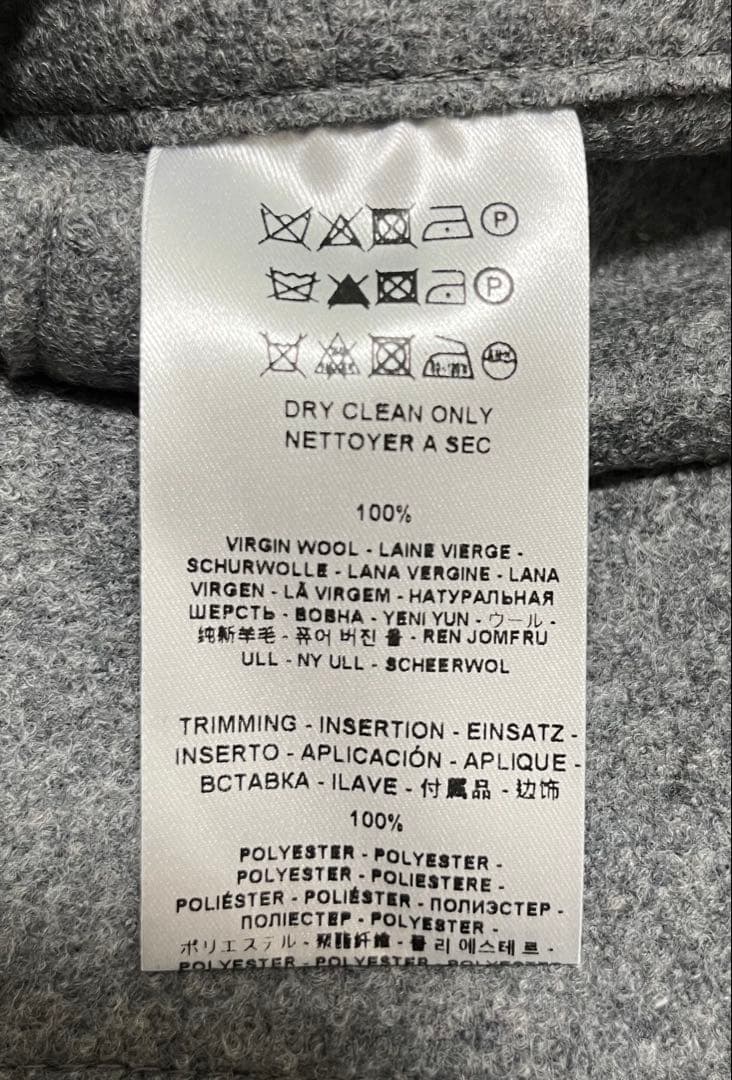 P
P
DRY CLEAN ONLY
NETTOYER A SEC
100%
VIRGIN WOOL - LAINE VIERGE -
SCHURWOLLE - LANA VERGINE - LANA
VIRGEN - LÃ VIRGEM - НАТУРАЛЬНАЯ
ШЕРСТЬ - ВОВНА - YENI YUN - ウール -
纯新羊毛 - 퓨어 버진 울 - REN JOMFRU
ULL - NY ULL - SCHEERWOL
TRIMMING - INSERTION - EINSATZ -
INSERTO - APLICACIÓN - APLIQUE -
ВСТАВКА - ILAVE - 付属品 - 边饰
100%
POLYESTER - POLYESTER -
POLYESTER - POLIESTERE -
POLIÉSTER - POLIÉSTER - ПОЛИЭСТЕР -
ПОЛІЕСТЕР - POLYESTER -
ポリエステル - 聚酯纤维 - 폴리에스테르 -
POLYESTER - POLYESTER - POLYESTER -